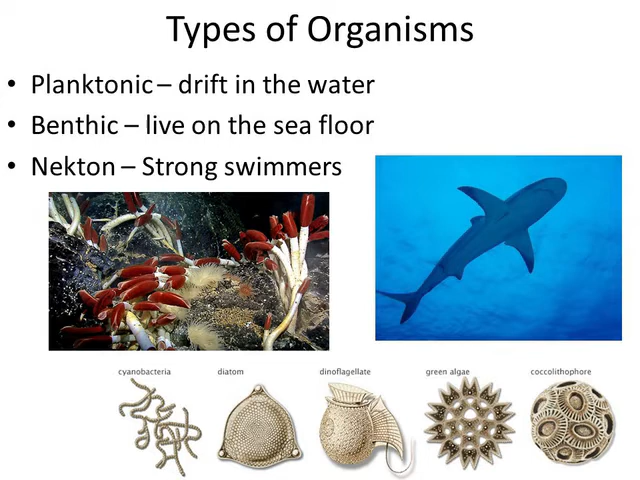 Types of Organisms
• Planktonic – drift in the water
• Benthic – live on the sea floor
• Nekton – Strong swimmers
cyanobacteria diatom dinoflagellate green algae coccolithophore